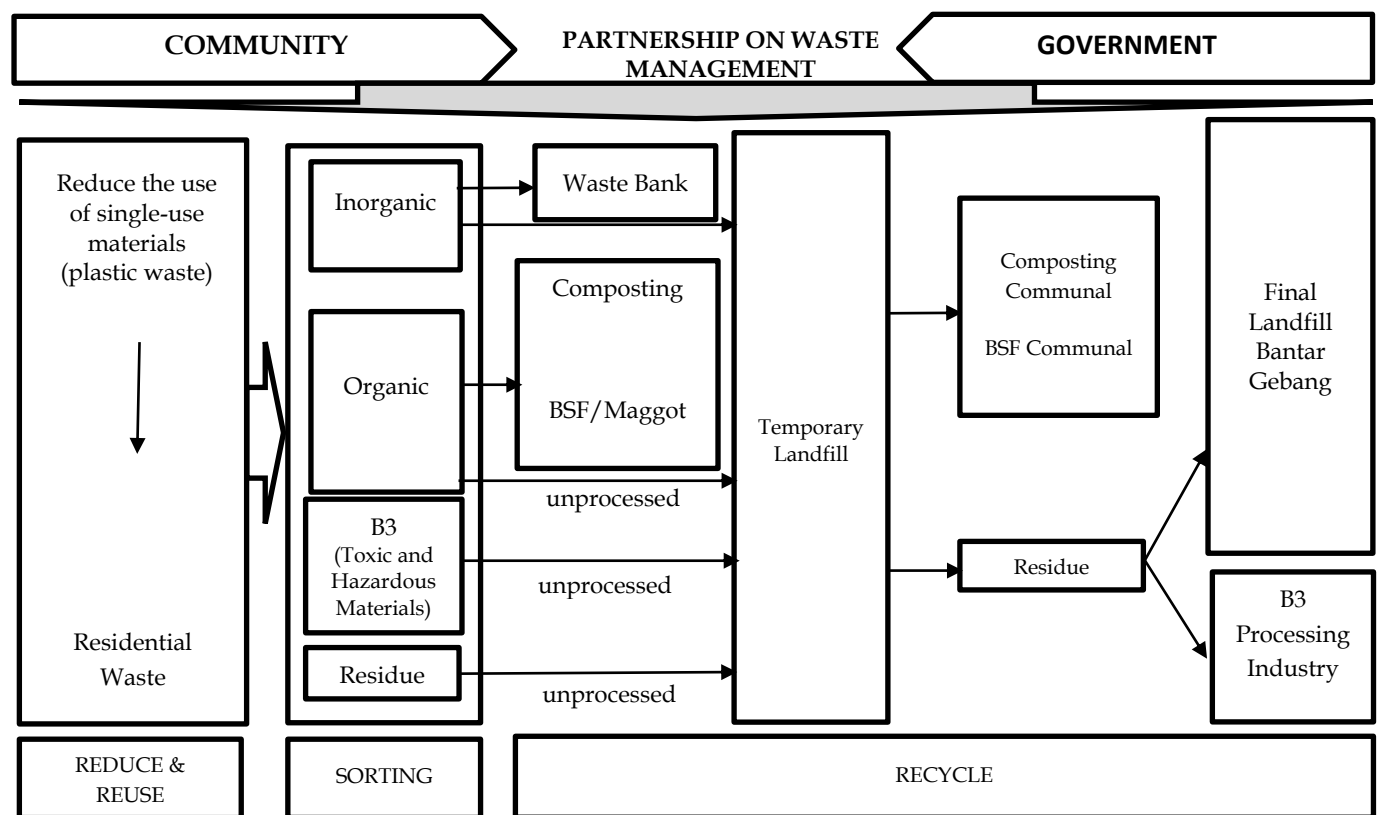 COMMUNITY
PARTNERSHIP ON WASTE
MANAGEMENT
GOVERNMENT
Reduce the use
of single-use
materials
(plastic waste)
Residential
Waste
Inorganic
Organic
B3
(Toxic and
Hazardous
Materials)
Residue
Waste Bank
Composting
BSF/Maggot
unprocessed
unprocessed
unprocessed
Temporary
Landfill
Composting
Communal
BSF Communal
Residue
Final
Landfill
Bantar
Gebang
B3
Processing
Industry
REDUCE &
REUSE
SORTING
RECYCLE